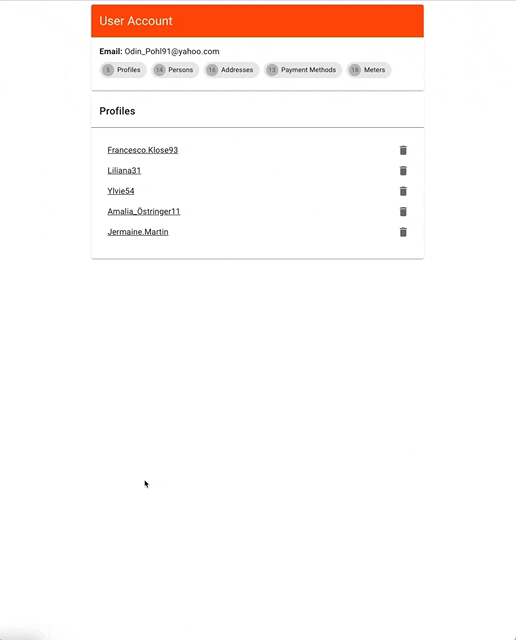 User Account
Email: Odin_Pohl91@yahoo.com
5 Profiles 14 Persons 16 Addresses 13 Payment Methods 18 Meters
Profiles
Francesco.Klose93
Liliana31
Ylvie54
Amalia_Östringer11
Jermaine.Martin